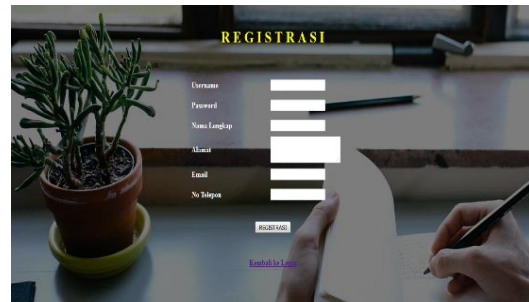 REGISTRASI
Username
Password
Nama Lengkap
Alamat
Email
No Telepon
REGISTRASI
Kembali ke Login